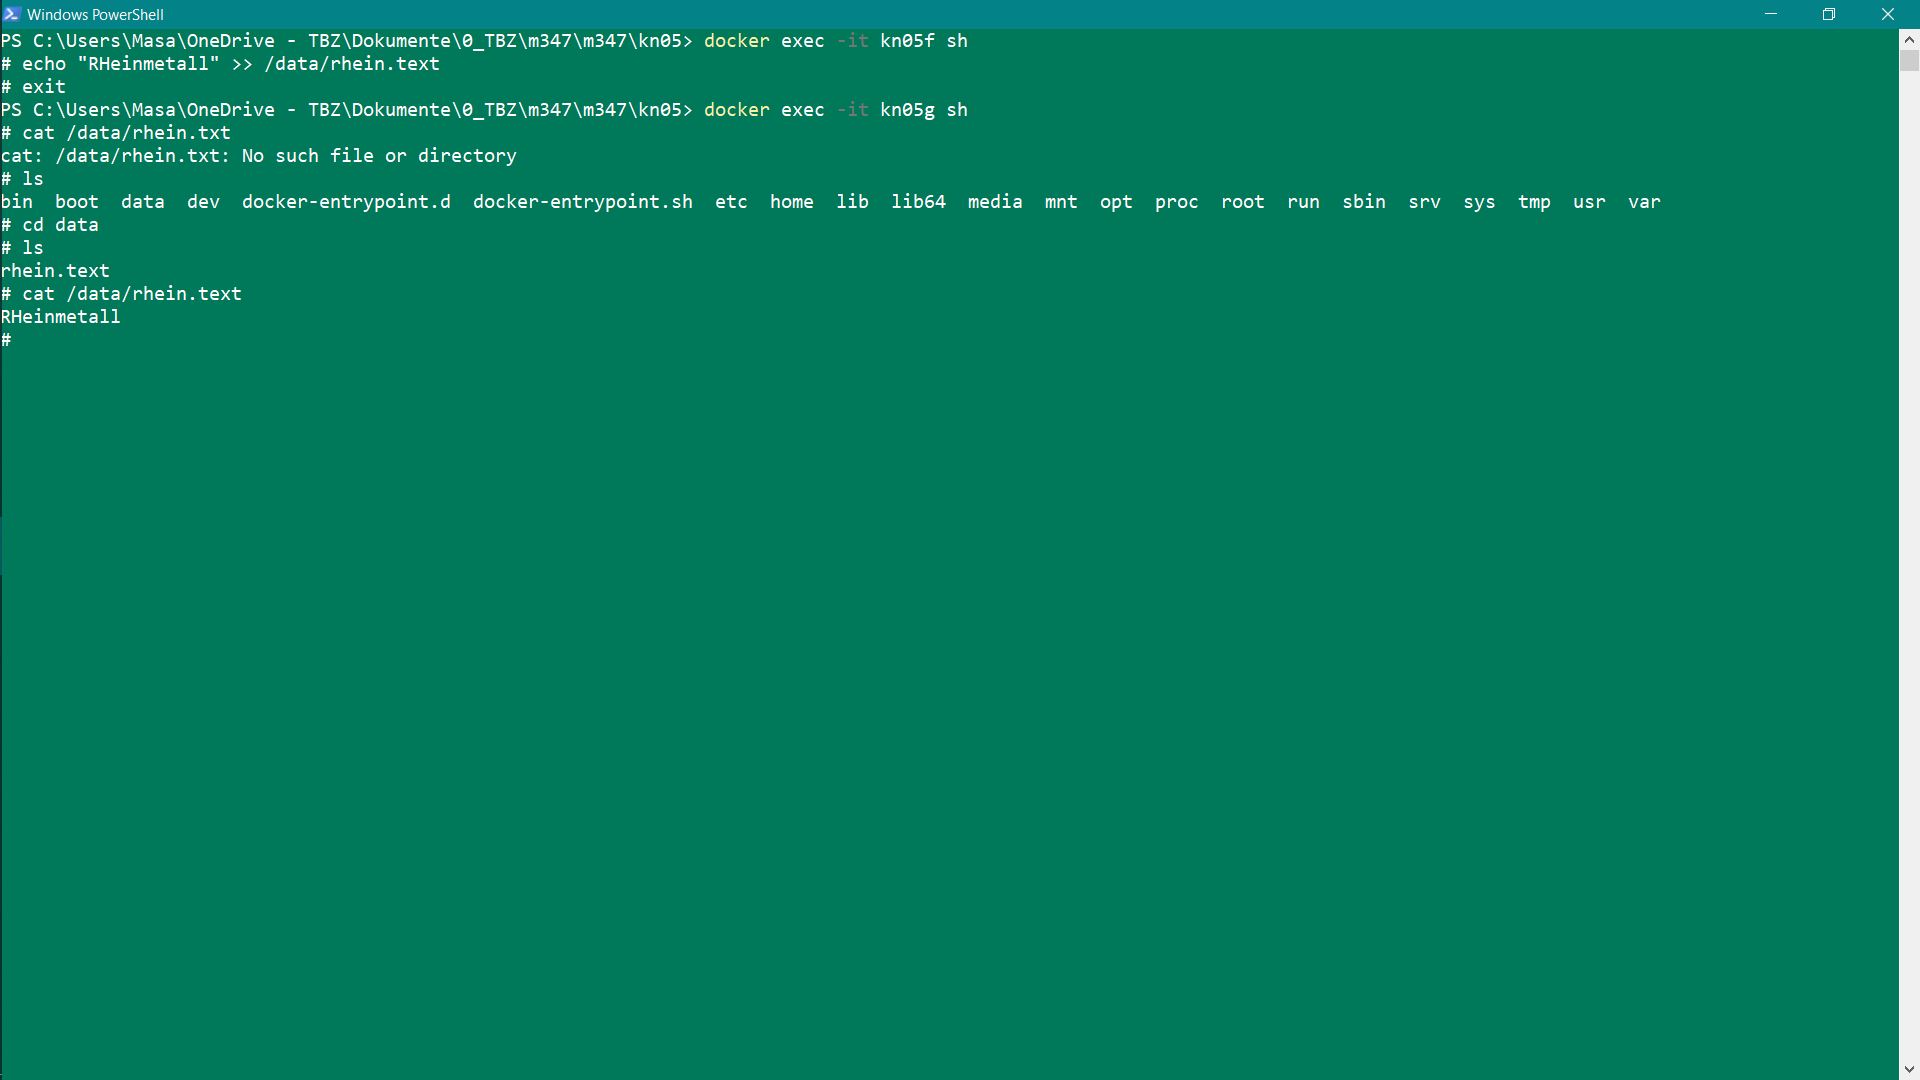 Windows PowerShell
PS C:\Users\Masa\OneDrive - TBZ\Dokumente\0_TBZ\m347\m347\kn05> docker exec -it kn05f sh
# echo "RHeinmetall" >> /data/rhein.text
# exit
PS C:\Users\Masa\OneDrive - TBZ\Dokumente\0_TBZ\m347\m347\kn05> docker exec -it kn05g sh
# cat /data/rhein.txt
cat: /data/rhein.txt: No such file or directory
# ls
bin  boot  data  dev  docker-entrypoint.d  docker-entrypoint.sh  etc  home  lib  lib64  media  mnt  opt  proc  root  run  sbin  srv  sys  tmp  usr  var
# cd data
# ls
rhein.text
# cat /data/rhein.text
RHeinmetall
#